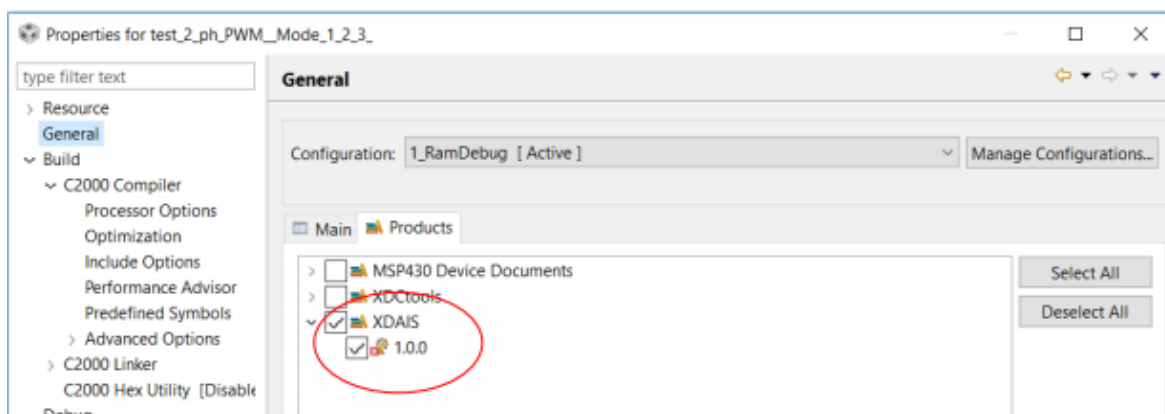 Properties for test_2_ph_PWM__Mode_1_2_3_
type filter text
Resource
General
Build
C2000 Compiler
Processor Options
Optimization
Include Options
Performance Advisor
Predefined Symbols
Advanced Options
C2000 Linker
C2000 Hex Utility [Disable
Debug
General
Configuration: 1_RamDebug [ Active ] Manage Configurations...
Main Products
MSP430 Device Documents
XDCtools
XDAIS
1.0.0
Select All
Deselect All